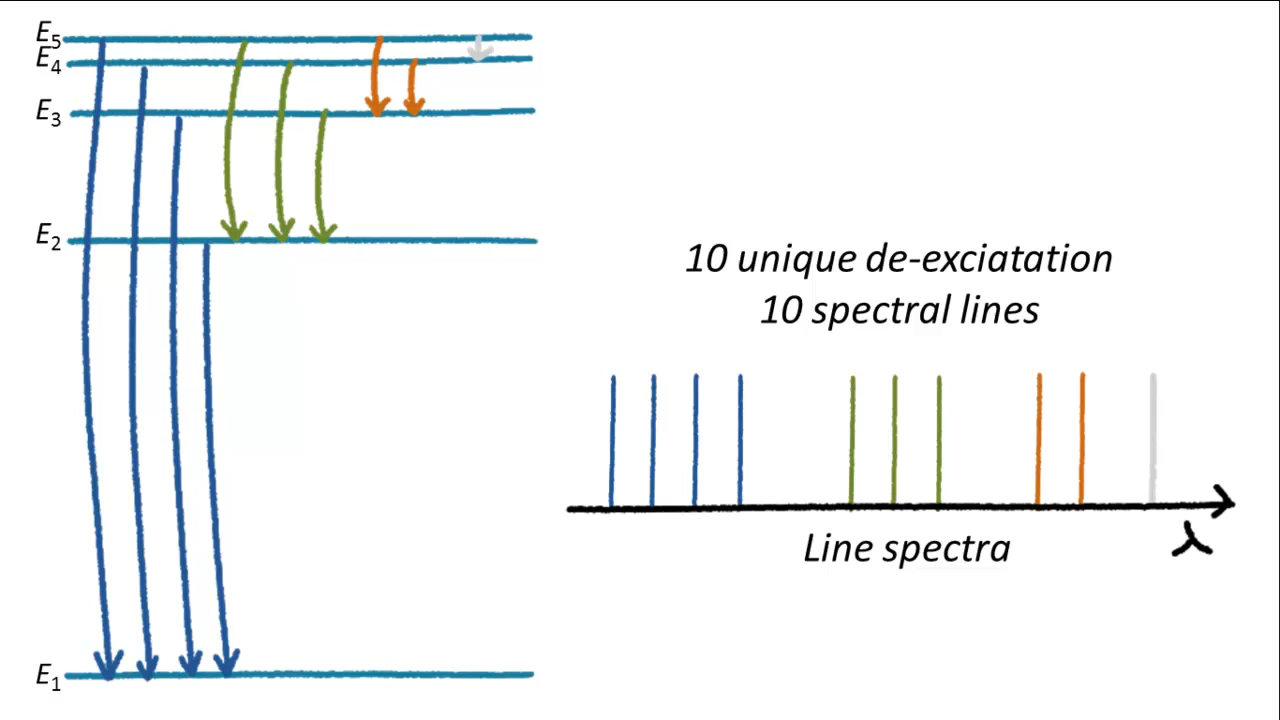 E5
E4
E3
E2
10 unique de-exciatation
10 spectral lines
Line spectra
λ
E1